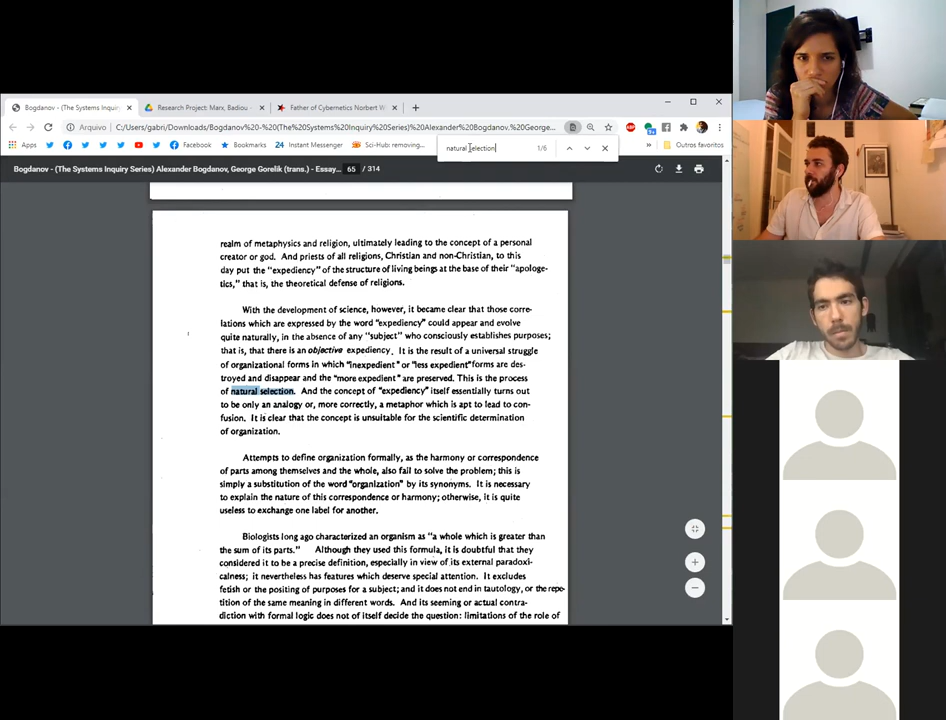 Bogdanov - (The Systems Inquiry
Research Project: Marx, Badiou -
Father of Cybernetics Norbert W
Arquivo
C:/Users/gabri/Downloads/Bogdanov%20-%20(The%20Systems%20Inquiry%20Series)%20Alexander%20Bogdanov,%20George...
Apps
Facebook
Bookmarks
24 Instant Messenger
Sci-Hub: removing...
natural selection
1/6
Outros favoritos
Bogdanov - (The Systems Inquiry Series) Alexander Bogdanov, George Gorelik (trans.) - Essay...
65 / 314
realm of metaphysics and religion, ultimately leading to the concept of a personal
creator or god. And priests of all religions, Christian and non-Christian, to this
day put the "expediency" of the structure of living beings at the base of their "apologe-
tics," that is, the theoretical defense of religions.
With the development of science, however, it became clear that those corre-
lations which are expressed by the word "expediency" could appear and evolve
quite naturally, in the absence of any "subject" who consciously establishes purposes;
that is, that there is an objective expediency. It is the result of a universal struggle
of organizational forms in which "inexpedient" or "less expedient" forms are des-
troyed and disappear and the "more expedient" are preserved. This is the process
of natural selection. And the concept of "expediency" itself essentially turns out
to be only an analogy or, more correctly, a metaphor which is apt to lead to con-
fusion. It is clear that the concept is unsuitable for the scientific determination
of organization.
Attempts to define organization formally, as the harmony or correspondence
of parts among themselves and the whole, also fail to solve the problem; this is
simply a substitution of the word "organization" by its synonyms. It is necessary
to explain the nature of this correspondence or harmony; otherwise, it is quite
useless to exchange one label for another.
Biologists long ago characterized an organism as "a whole which is greater than
the sum of its parts." Although they used this formula, it is doubtful that they
considered it to be a precise definition, especially in view of its external paradoxi-
calness; it nevertheless has features which deserve special attention. It excludes
fetish or the positing of purposes for a subject; and it does not end in tautology, or the repe-
tition of the same meaning in different words. And its seeming or actual contra-
diction with formal logic does not of itself decide the question: limitations of the role of